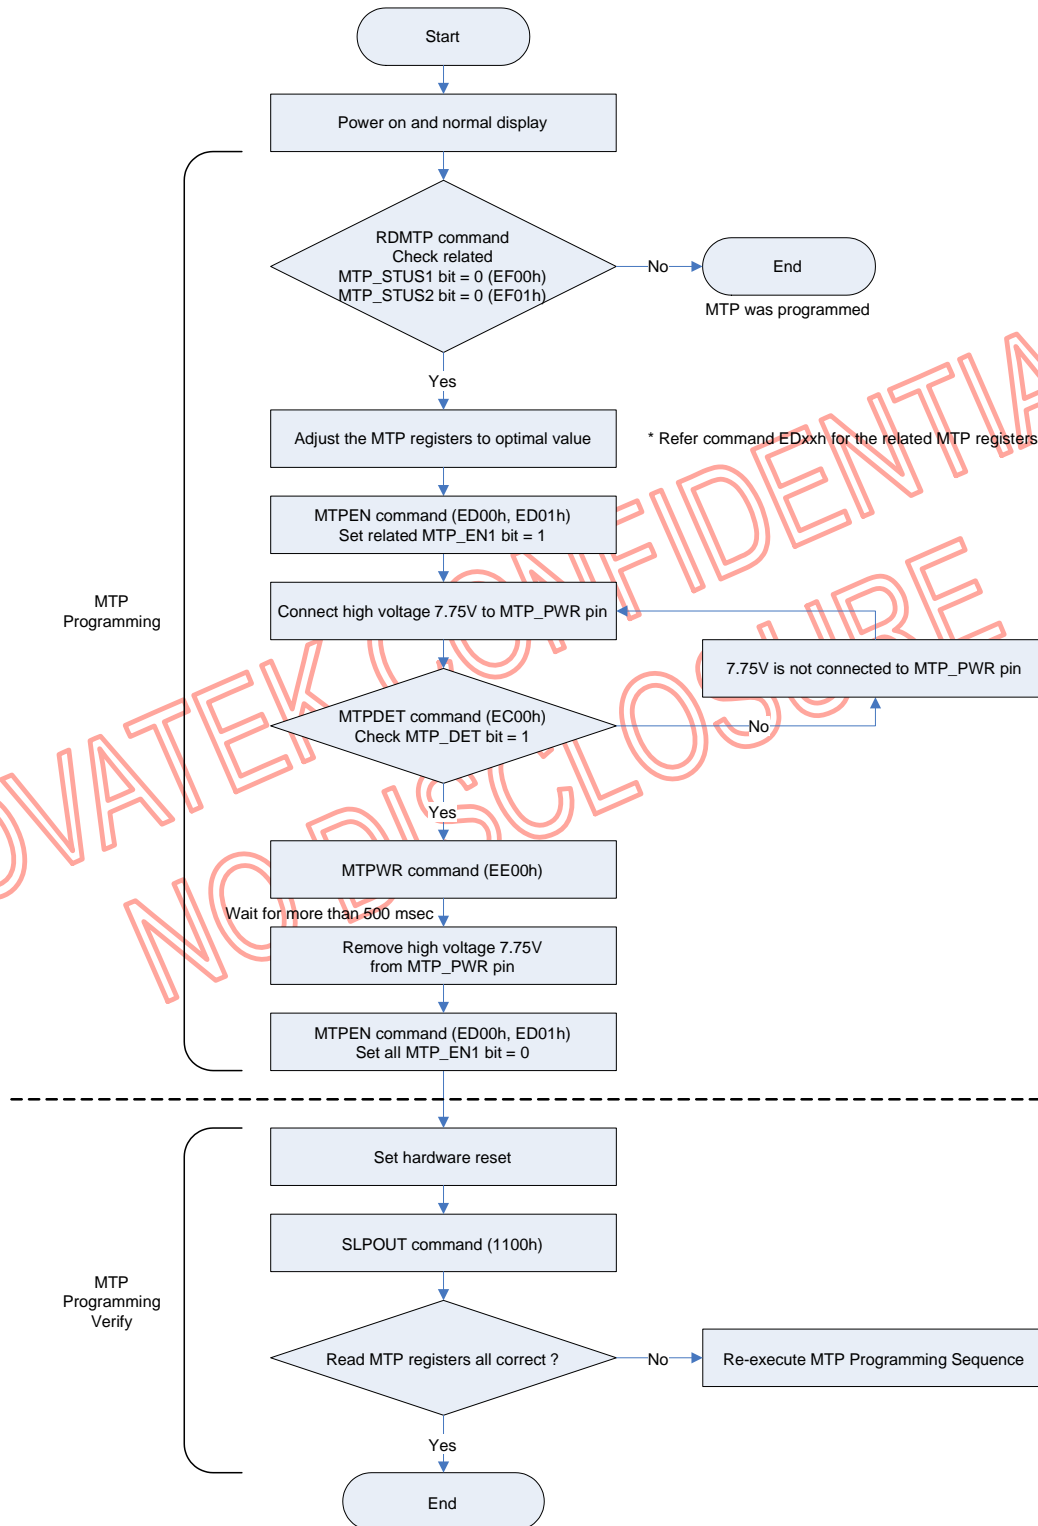 Start
Power on and normal display
RDMTP command
Check related
MTP_STUS1 bit = 0 (EF00h)
MTP_STUS2 bit = 0 (EF01h)
No
End
MTP was programmed
Yes
Adjust the MTP registers to optimal value
* Refer command EDxxh for the related MTP registers
MTPEN command (ED00h, ED01h)
Set related MTP_EN1 bit = 1
MTP
Programming
Connect high voltage 7.75V to MTP_PWR pin
7.75V is not connected to MTP_PWR pin
MTPDET command (EC00h)
Check MTP_DET bit = 1
No
Yes
MTPWR command (EE00h)
Wait for more than 500 msec
Remove high voltage 7.75V
from MTP_PWR pin
MTPEN command (ED00h, ED01h)
Set all MTP_EN1 bit = 0
Set hardware reset
SLPOUT command (1100h)
MTP
Programming
Verify
Read MTP registers all correct ?
No
Re-execute MTP Programming Sequence
Yes
End
OVATEK CONFIDENTIA
NO DISCLOSURE